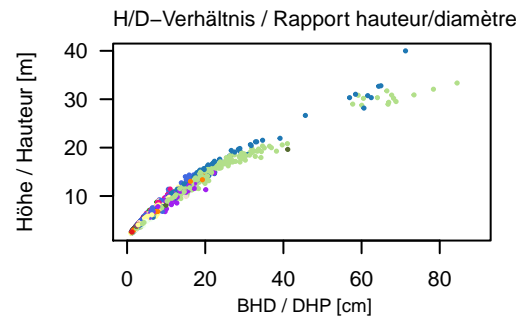 H/D−Verhältnis / Rapport hauteur/diamètre
Höhe / Hauteur [m]
40
30
20
10
0 20 40 60 80
BHD / DHP [cm]